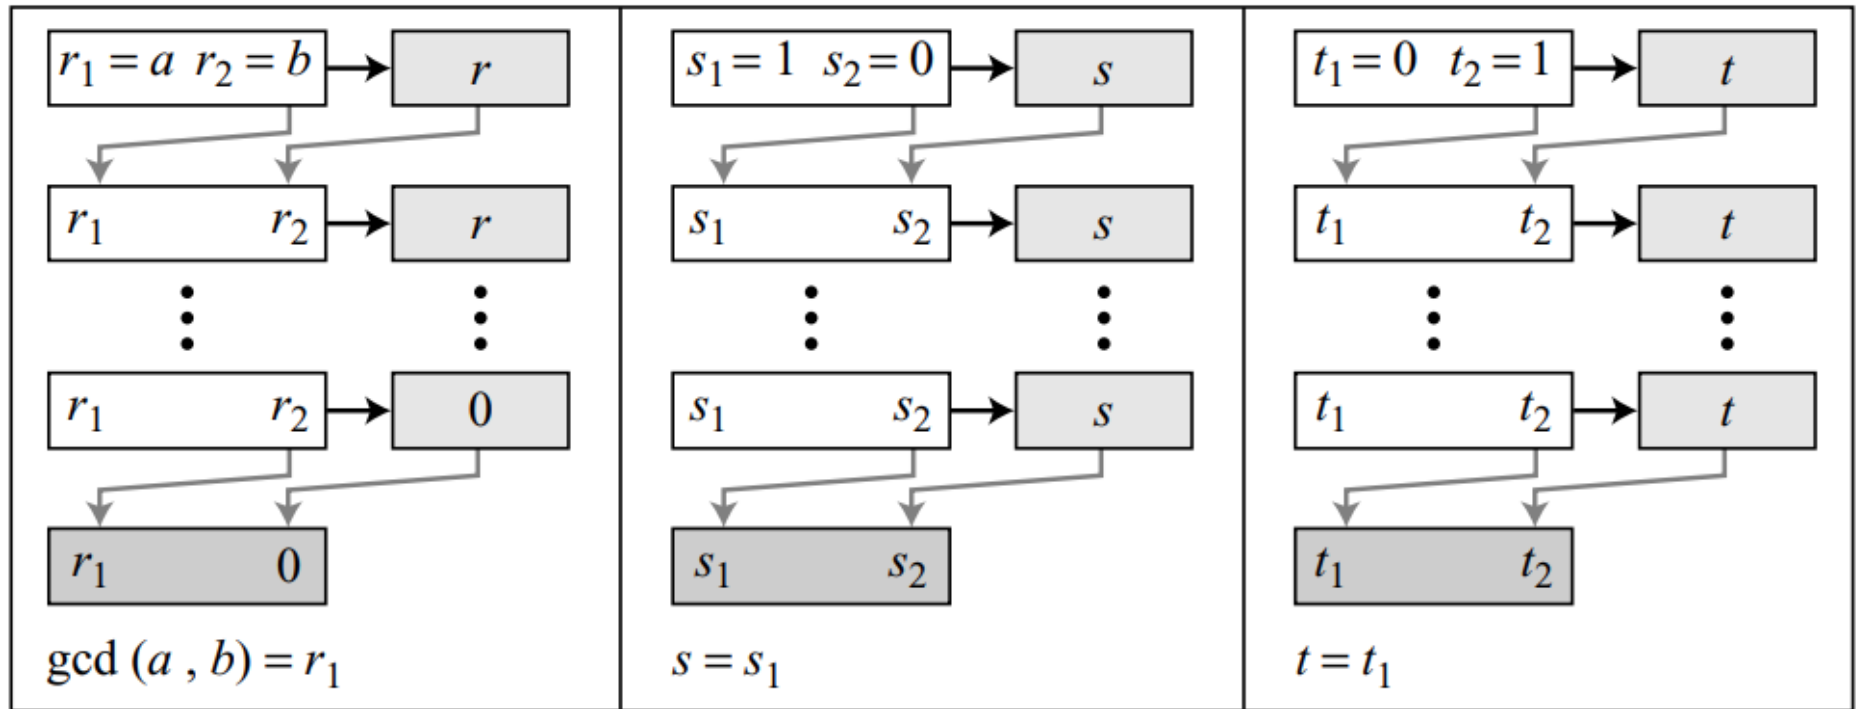 r1 = a r2 = b r
r1 r2 r
r1 r2 0
r1 0
gcd (a , b) = r1
s1 = 1 s2 = 0 s
s1 s2 s
s1 s2 s
s1 s2
s = s1
t1 = 0 t2 = 1 t
t1 t2 t
t1 t2 t
t1 t2
t = t1